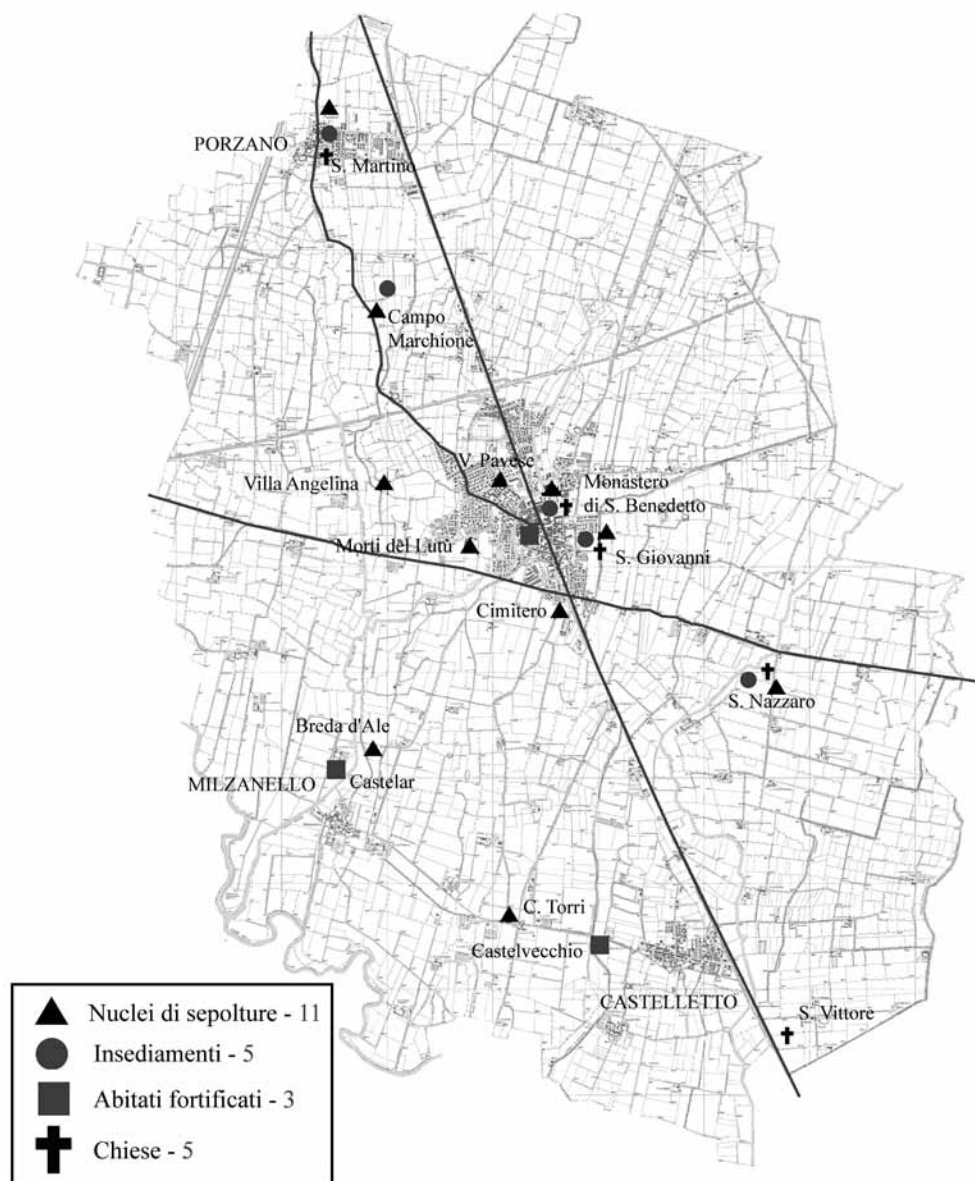 PORZANO
S. Martino
Campo
Marchione
V. Pavese
Villa Angelina
Monastero
di S. Benedetto
Morti del Lutù
S. Giovanni
Cimitero
S. Nazzaro
Breda d'Ale
MILZANELLO
Castelar
C. Torri
Castelvecchio
CASTELLETTO
S. Vittore
Nuclei di sepolture - 11
Insediamenti - 5
Abitati fortificati - 3
Chiese - 5